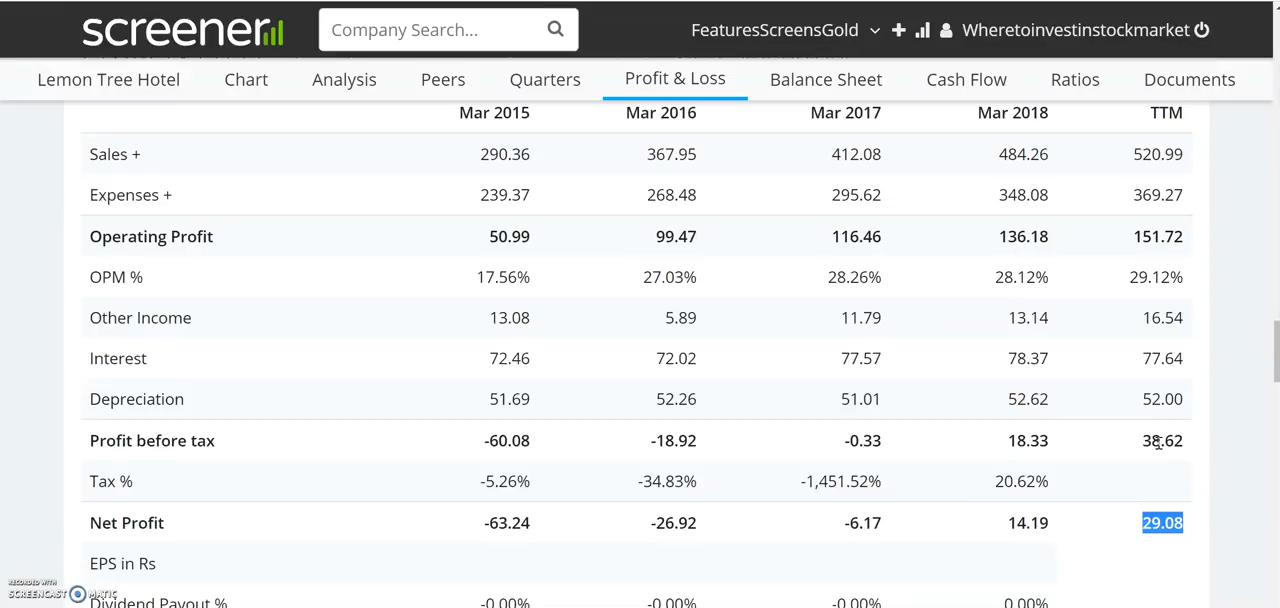 screener
Company Search...
FeaturesScreensGold
Wheretoinvestinstockmarket
Lemon Tree Hotel Chart Analysis Peers Quarters Profit & Loss Balance Sheet Cash Flow Ratios Documents
Mar 2015 Mar 2016 Mar 2017 Mar 2018 TTM
Sales + 290.36 367.95 412.08 484.26 520.99
Expenses + 239.37 268.48 295.62 348.08 369.27
Operating Profit 50.99 99.47 116.46 136.18 151.72
OPM % 17.56% 27.03% 28.26% 28.12% 29.12%
Other Income 13.08 5.89 11.79 13.14 16.54
Interest 72.46 72.02 77.57 78.37 77.64
Depreciation 51.69 52.26 51.01 52.62 52.00
Profit before tax -60.08 -18.92 -0.33 18.33 38.62
Tax % -5.26% -34.83% -1,451.52% 20.62%
Net Profit -63.24 -26.92 -6.17 14.19 29.08
EPS in Rs
Dividend Payout % -0.00% -0.00% -0.00% 0.00%
RECORDED WITH
SCREENCAST MATIC